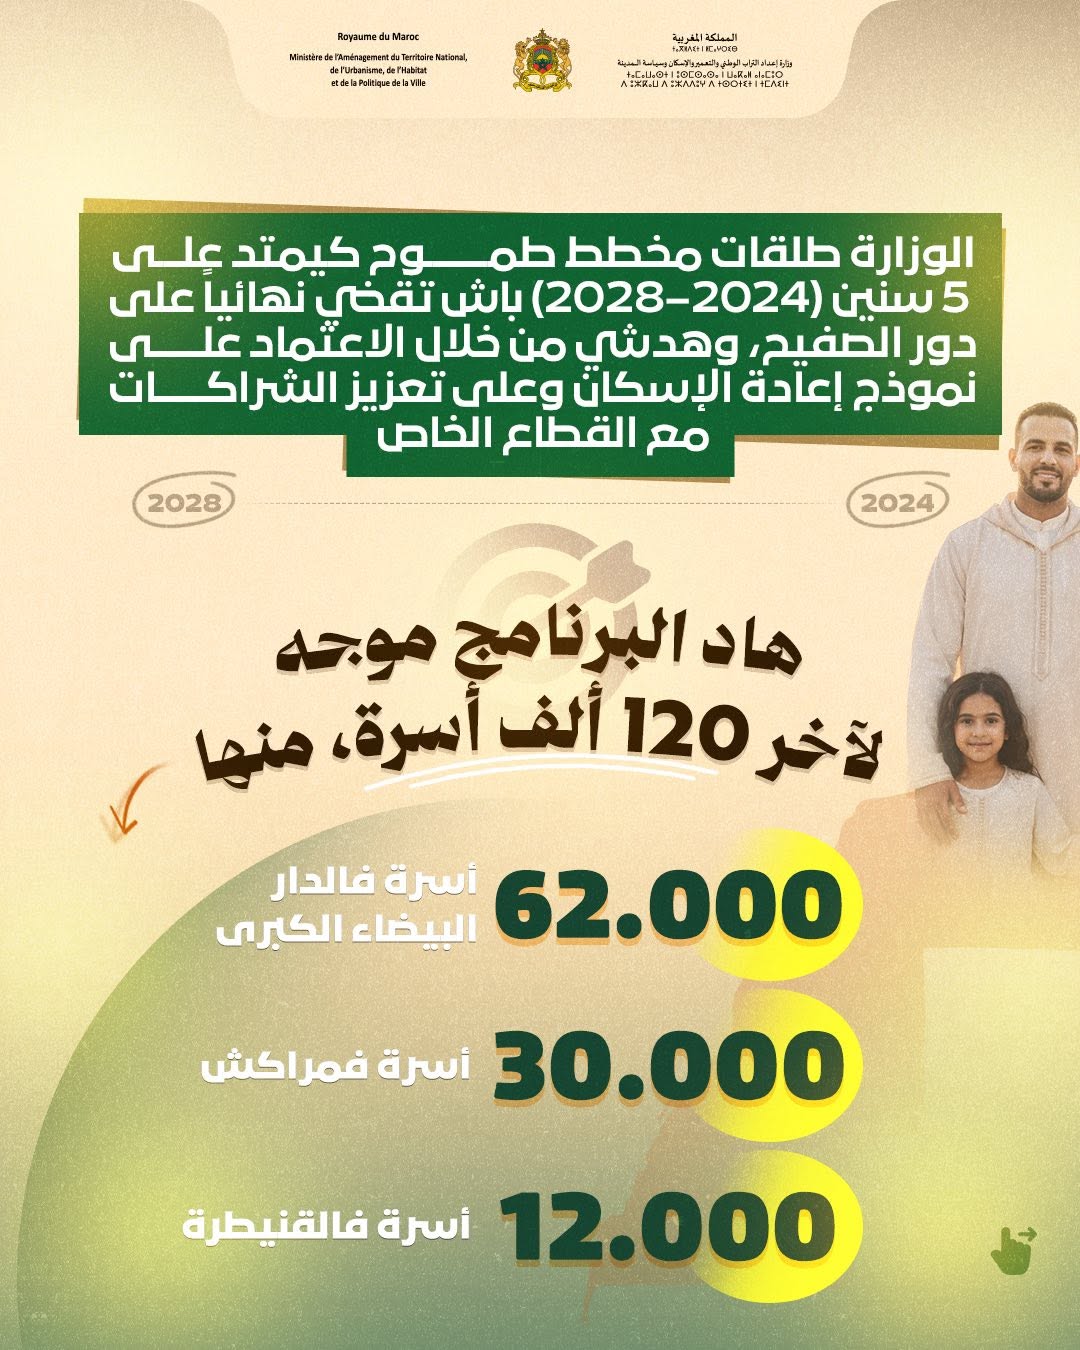 Royaume du Maroc
Ministère de l'Aménagement du Territoire National,
de l'Urbanisme, de l'Habitat
et de la Politique de la Ville
المملكة المغربية
ⵜⴰⴳⵍⴷⵉⵜ ⵏ ⵍⵎⵖⵔⵉⴱ
وزارة إعداد التراب الوطني والتعمير والإسكان وسياسة المدينة
الوزارة طلقات مخطط طموح كيمتد على
5 سنين (2024-2028) باش تقضي نهائياً على
دور الصفيح، وهدشي من خلال الاعتماد على
نموذج إعادة الإسكان وعلى تعزيز الشراكات
مع القطاع الخاص
2024
2028
هاد البرنامج موجه
لآخر 120 ألف أسرة، منها
62.000 أسرة فالدار
البيضاء الكبرى
30.000 أسرة فمراكش
12.000 أسرة فالقنيطرة